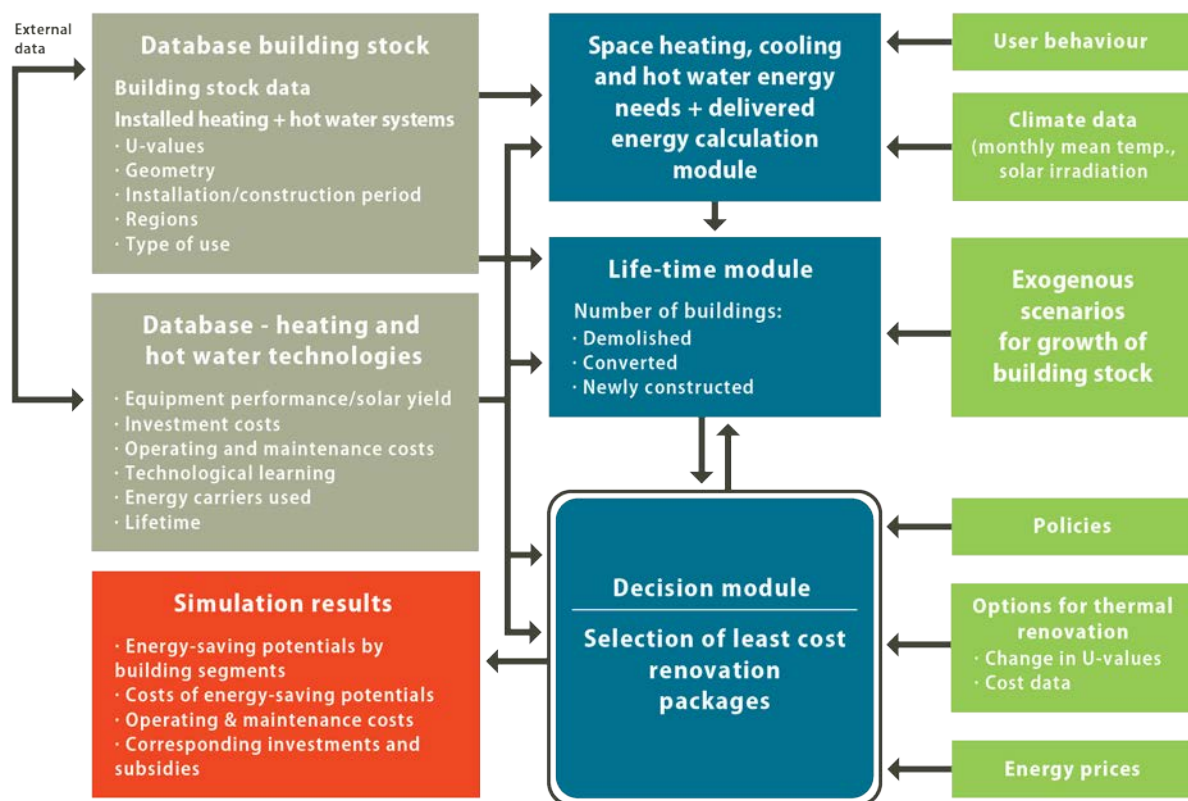 External
data
Database building stock
Building stock data
Installed heating + hot water systems
· U-values
· Geometry
· Installation/construction period
· Regions
· Type of use
Database - heating and
hot water technologies
· Equipment performance/solar yield
· Investment costs
· Operating and maintenance costs
· Technological learning
· Energy carriers used
· Lifetime
Simulation results
· Energy-saving potentials by
building segments
· Costs of energy-saving potentials
· Operating & maintenance costs
· Corresponding investments and
subsidies
Space heating, cooling
and hot water energy
needs + delivered
energy calculation
module
Life-time module
Number of buildings:
· Demolished
· Converted
· Newly constructed
Decision module
Selection of least cost
renovation
packages
User behaviour
Climate data
(monthly mean temp.,
solar irradiation
Exogenous
scenarios
for growth of
building stock
Policies
Options for thermal
renovation
· Change in U-values
· Cost data
Energy prices